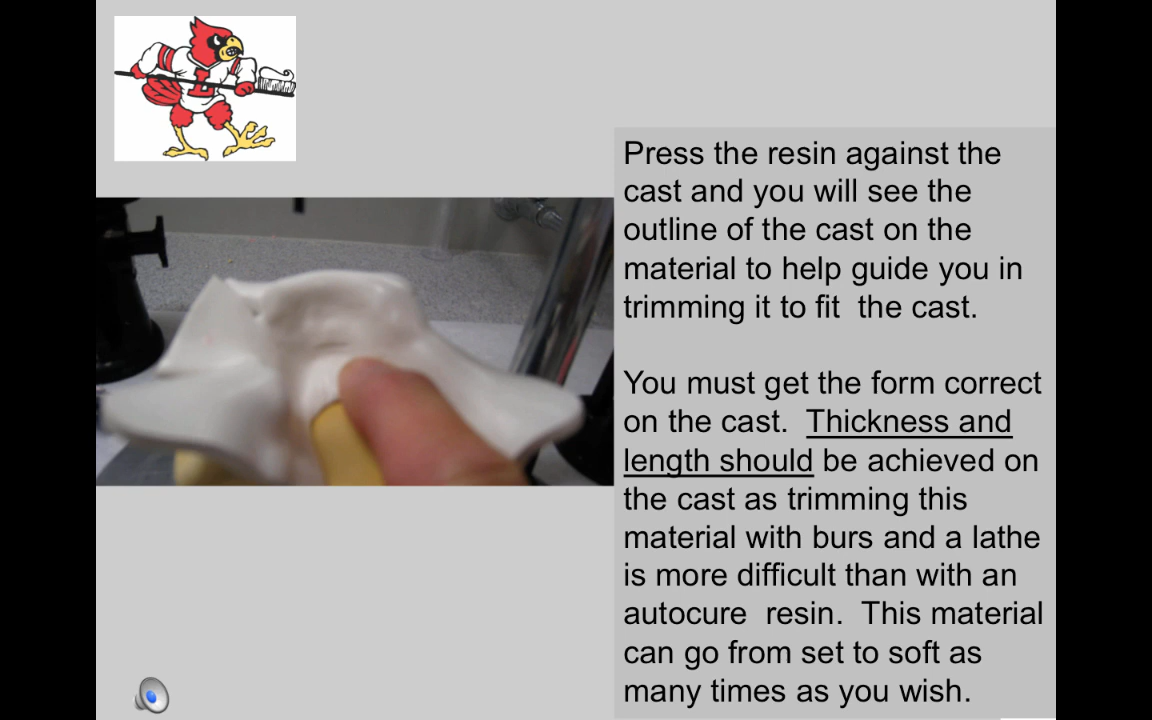 Press the resin against the
cast and you will see the
outline of the cast on the
material to help guide you in
trimming it to fit  the cast.
You must get the form correct
on the cast.  Thickness and
length should be achieved on
the cast as trimming this
material with burs and a lathe
is more difficult than with an
autocure  resin.  This material
can go from set to soft as
many times as you wish.